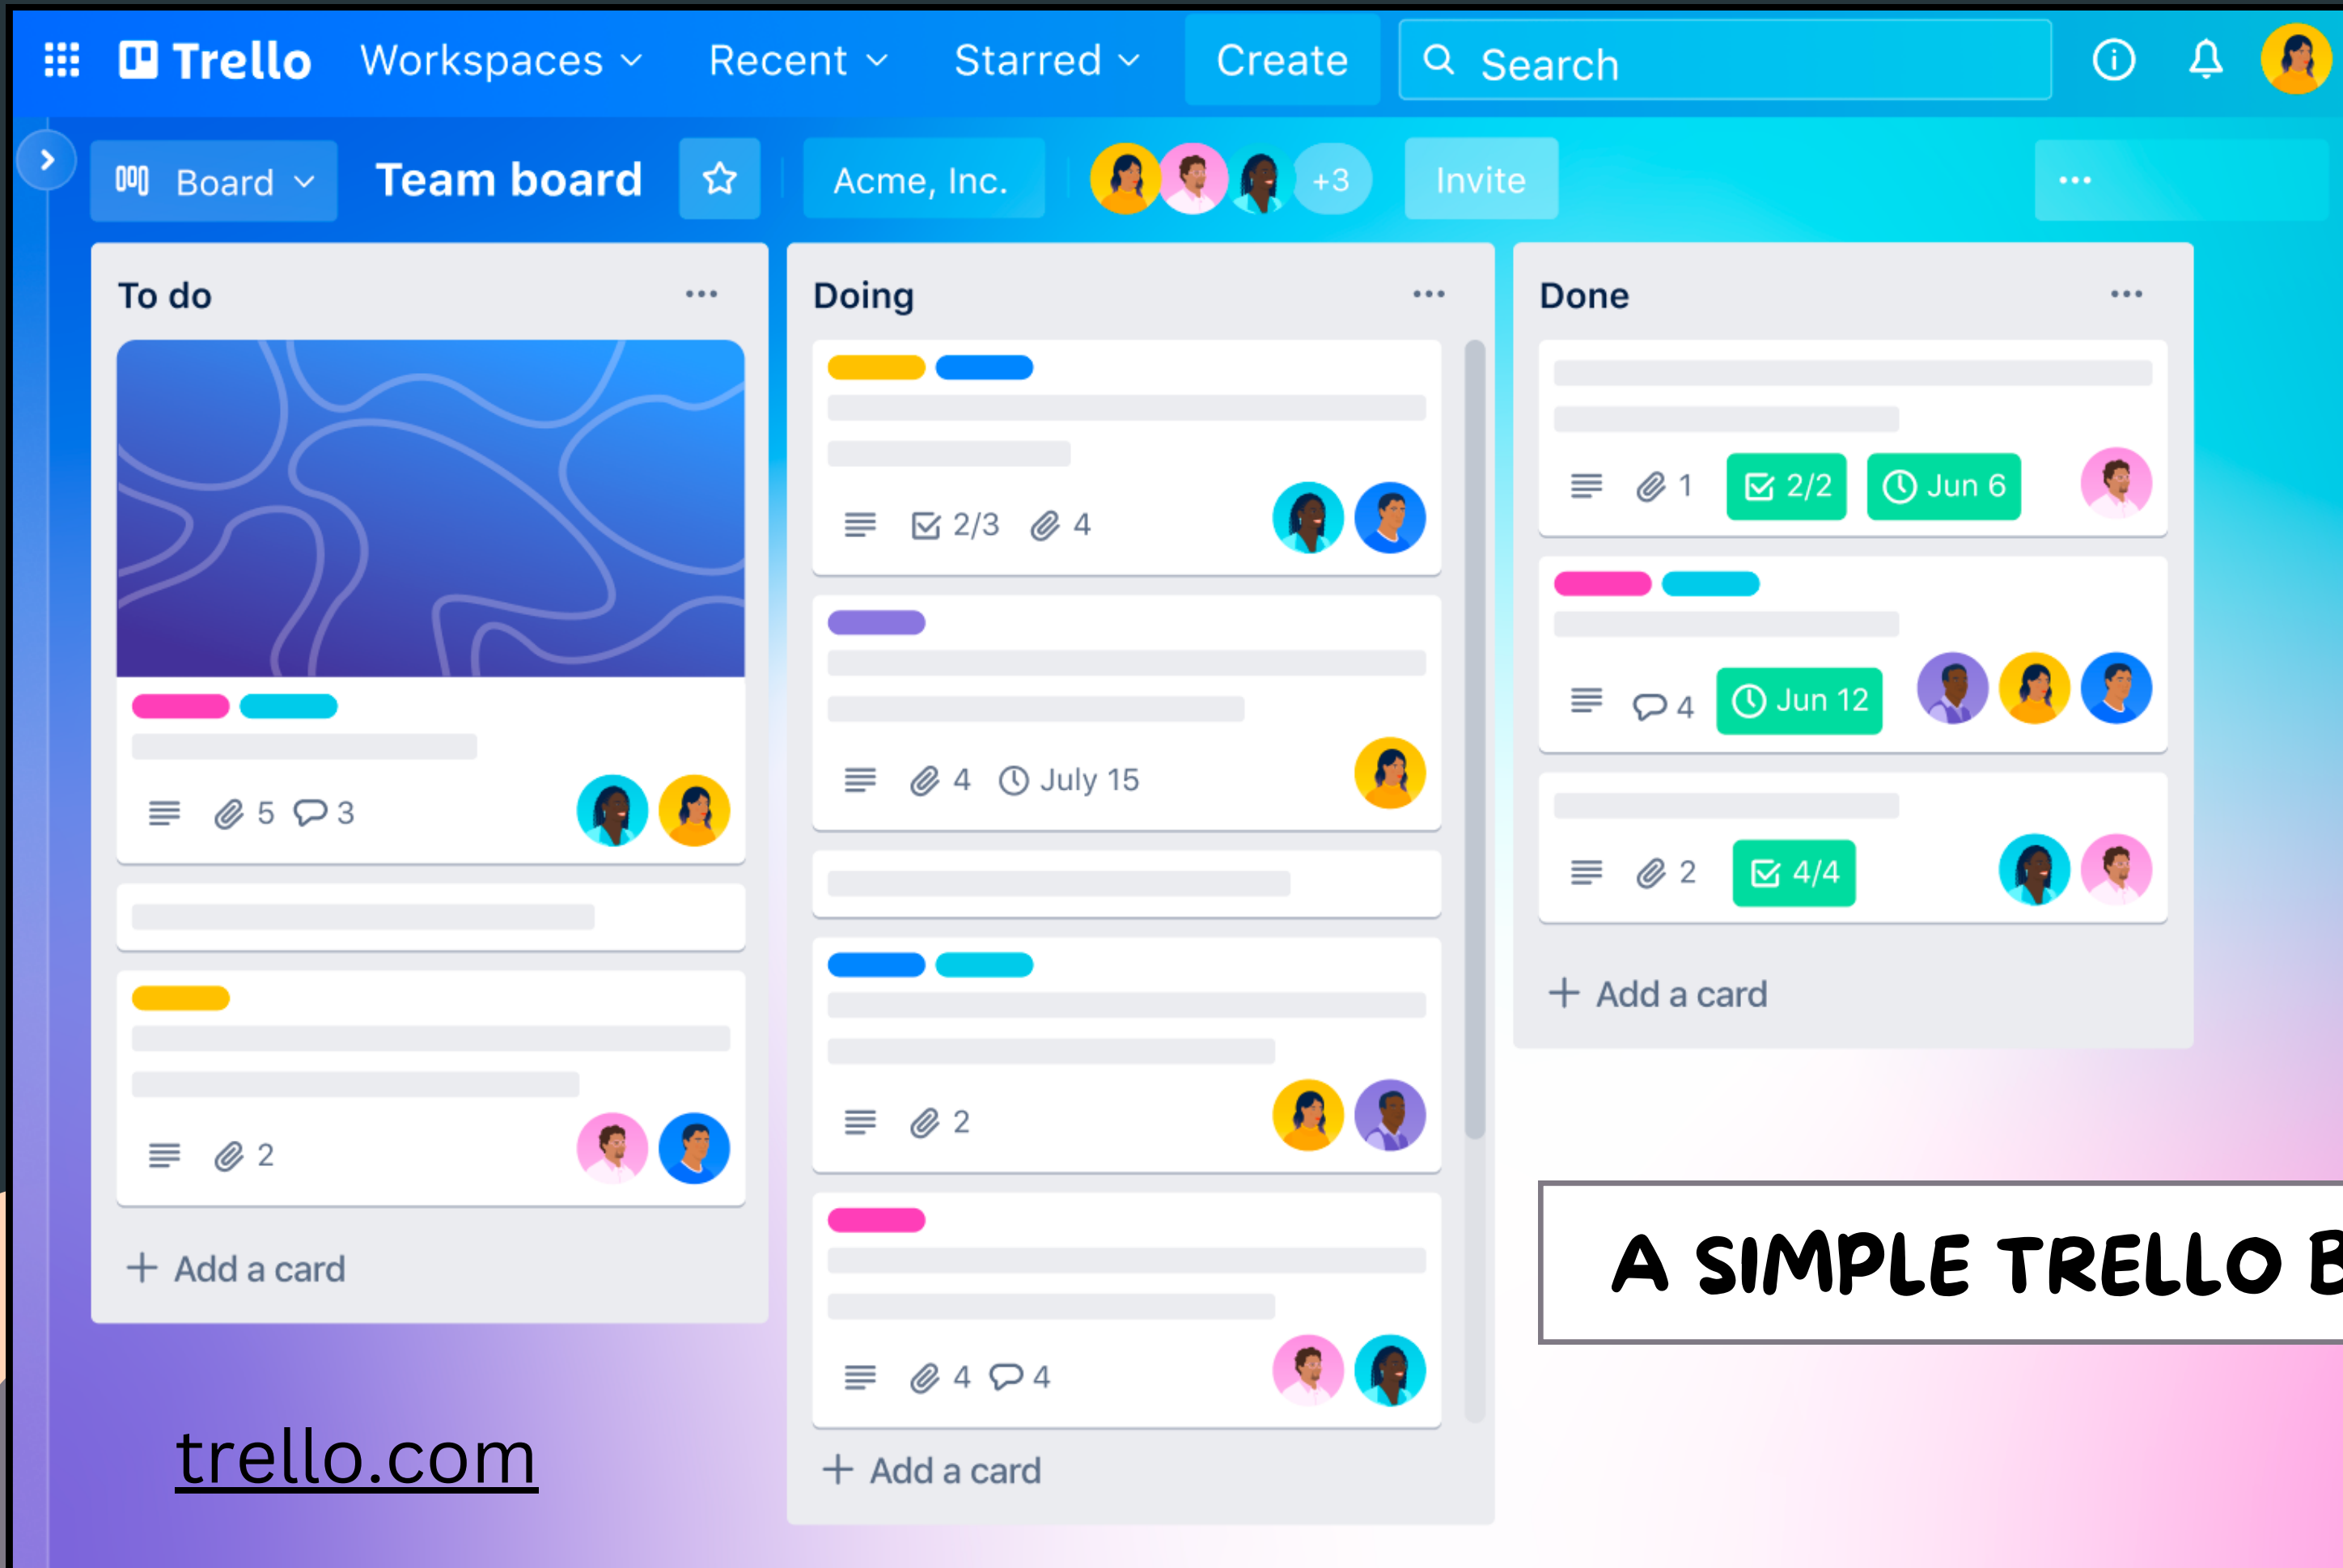 Trello Workspaces Recent Starred Create Search
Board Team board Acme, Inc. +3 Invite
To do
5 3
2
Add a card
Doing
2/3 4
4 July 15
2
4 4
Add a card
Done
1 2/2 Jun 6
4 Jun 12
2 4/4
Add a card
A SIMPLE TRELLO B
trello.com